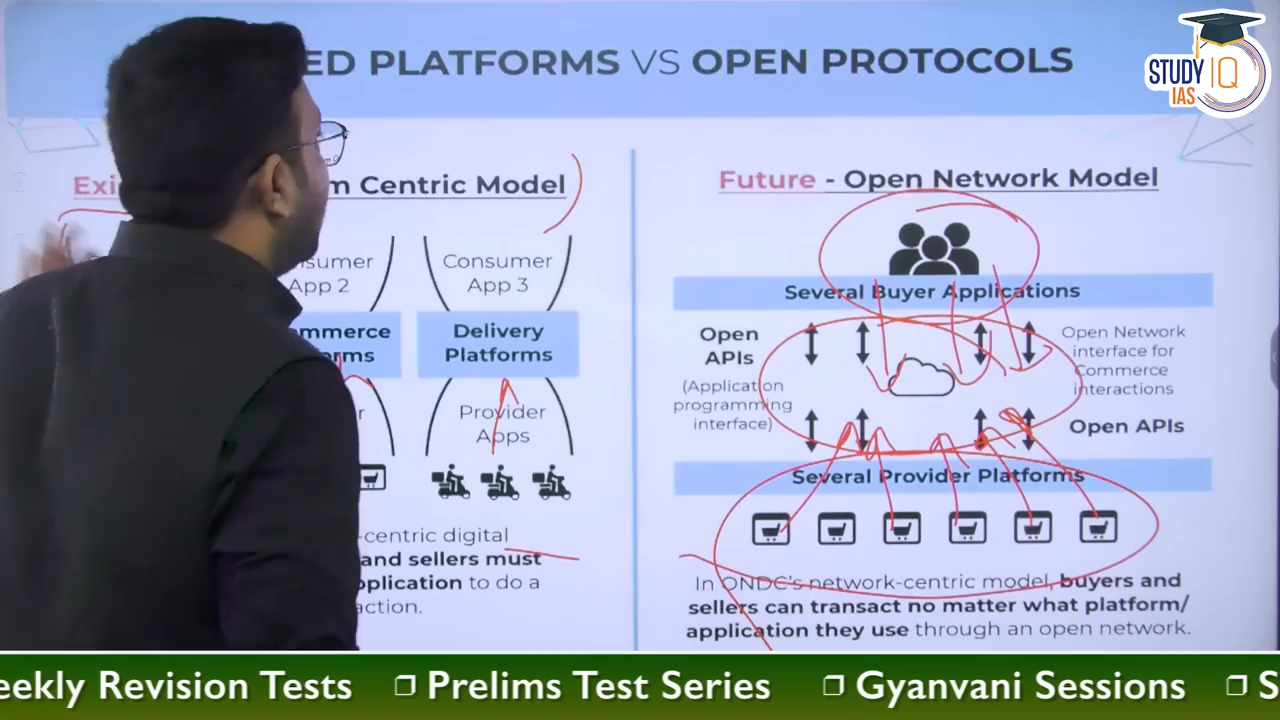 ED PLATFORMS VS OPEN PROTOCOLS
STUDY IQ
IAS
Exi
m Centric Model
nsumer
App 2
Consumer
App 3
ommerce
orms
Delivery
Platforms
Provider
Apps
-centric digital
and sellers must
pplication to do a
action.
Future - Open Network Model
Several Buyer Applications
Open
APIs
(Application
programming
interface)
Open Network
interface for
Commerce
interactions
Open APIs
Several Provider Platforms
In ONDC's network-centric model, buyers and
sellers can transact no matter what platform/
application they use through an open network.
eekly Revision Tests ❐ Prelims Test Series ❐ Gyanvani Sessions ❐ S